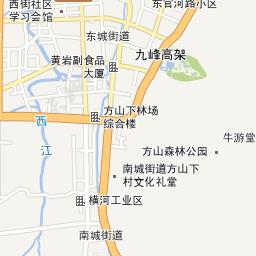 西街社区
学习会馆
东官河路小区
东城街道
九峰高架
黄岩副食品
大厦
方山下林场
综合楼
西江
牛游堂
方山森林公园
南城街道方山下
村文化礼堂
横河工业区
南城街道